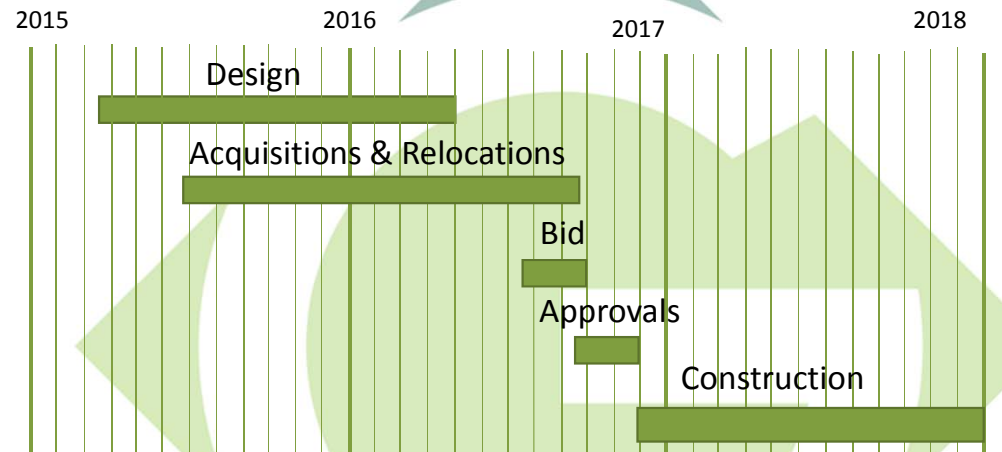 2015 2016 2017 2018
Design
Acquisitions & Relocations
Bid
Approvals
Construction